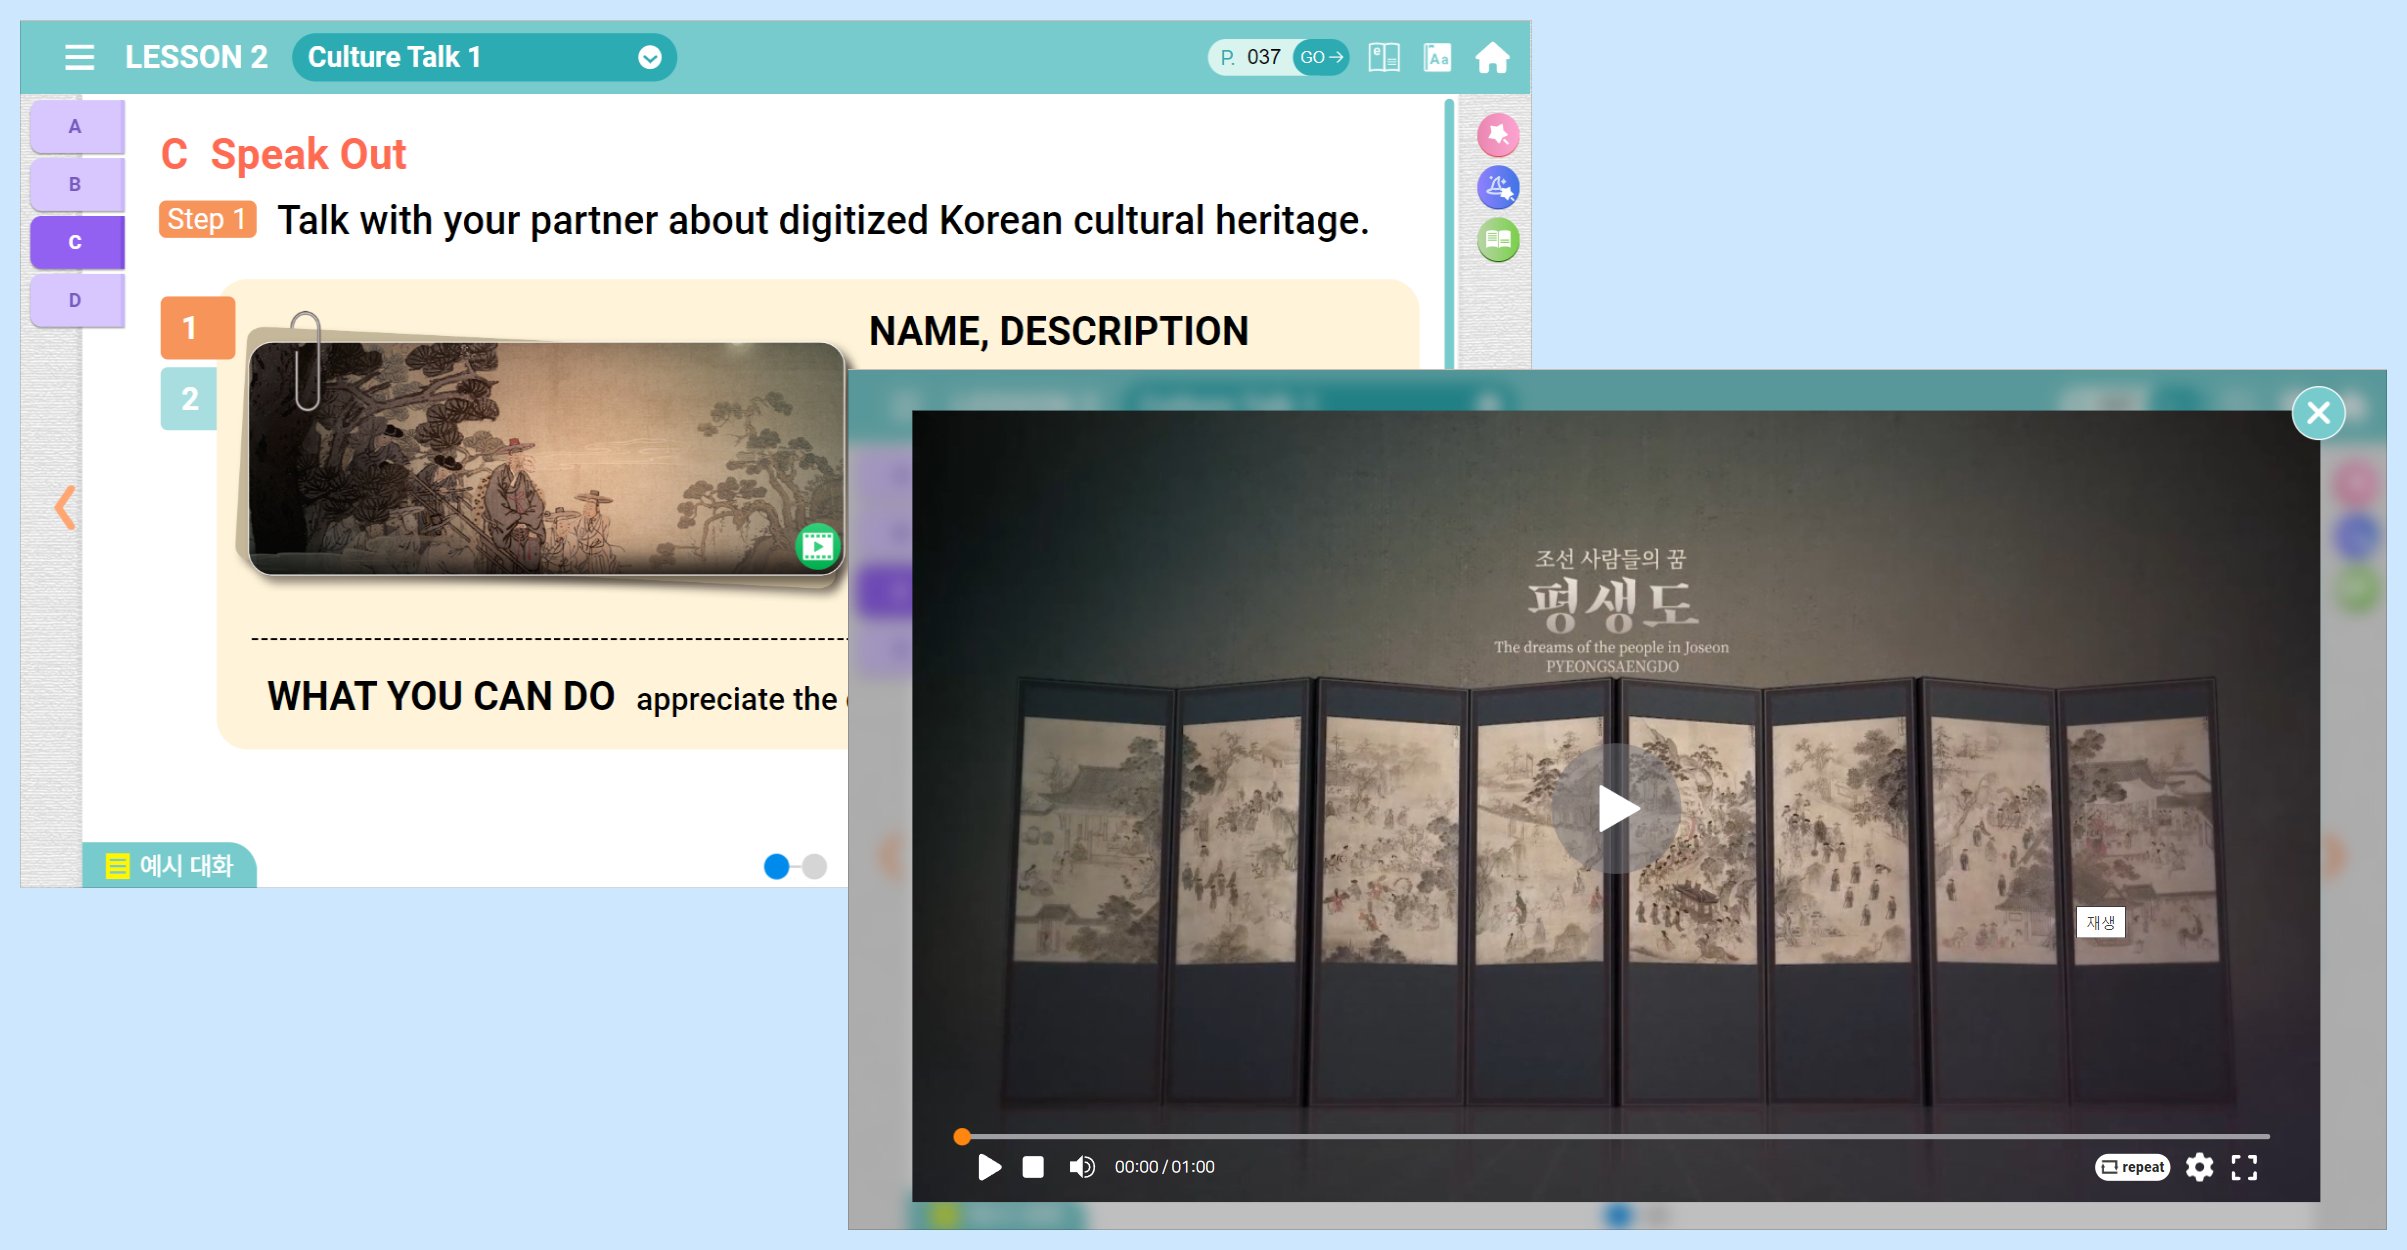 LESSON 2
Culture Talk 1
P. 037 GO→
A
B
C
D
C Speak Out
Step 1 Talk with your partner about digitized Korean cultural heritage.
1
2
NAME, DESCRIPTION
WHAT YOU CAN DO appreciate the
예시 대화
조선 사람들의 꿈
평생도
The dreams of the people in Joseon
PYEONGSAENGDO
재생
00:00 / 01:00
repeat